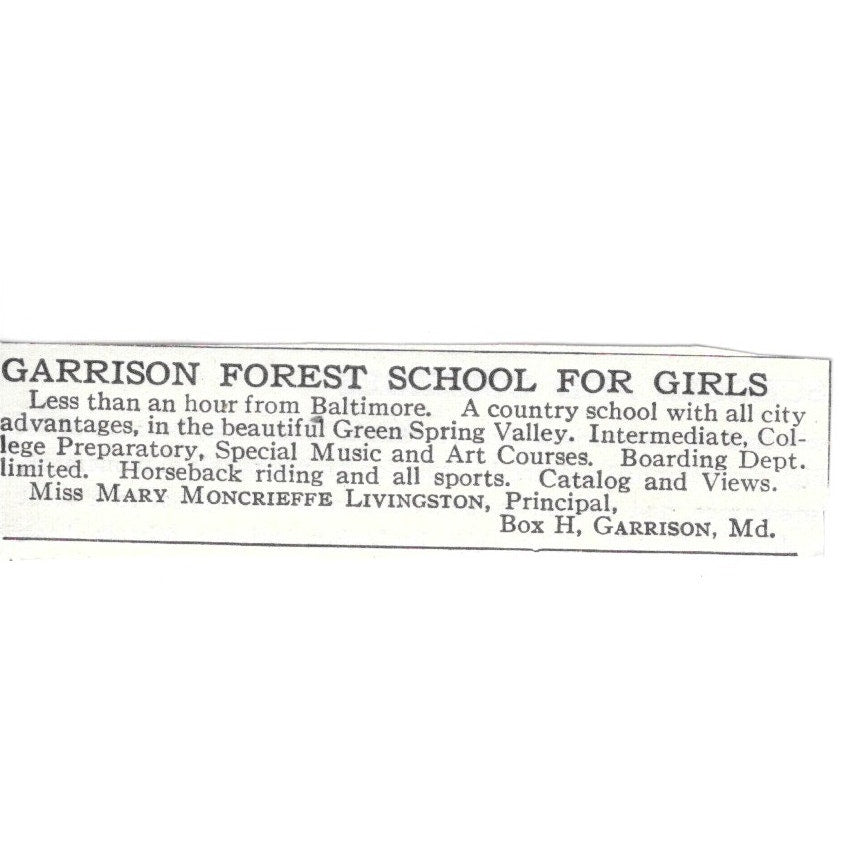 GARRISON FOREST SCHOOL FOR GIRLS
Less than an hour from Baltimore. A country school with all city
advantages, in the beautiful Green Spring Valley. Intermediate, Col-
lege Preparatory, Special Music and Art Courses. Boarding Dept.
limited. Horseback riding and all sports. Catalog and Views.
Miss MARY MONCRIEFFE LIVINGSTON, Principal,
Box H, GARRISON, Md.